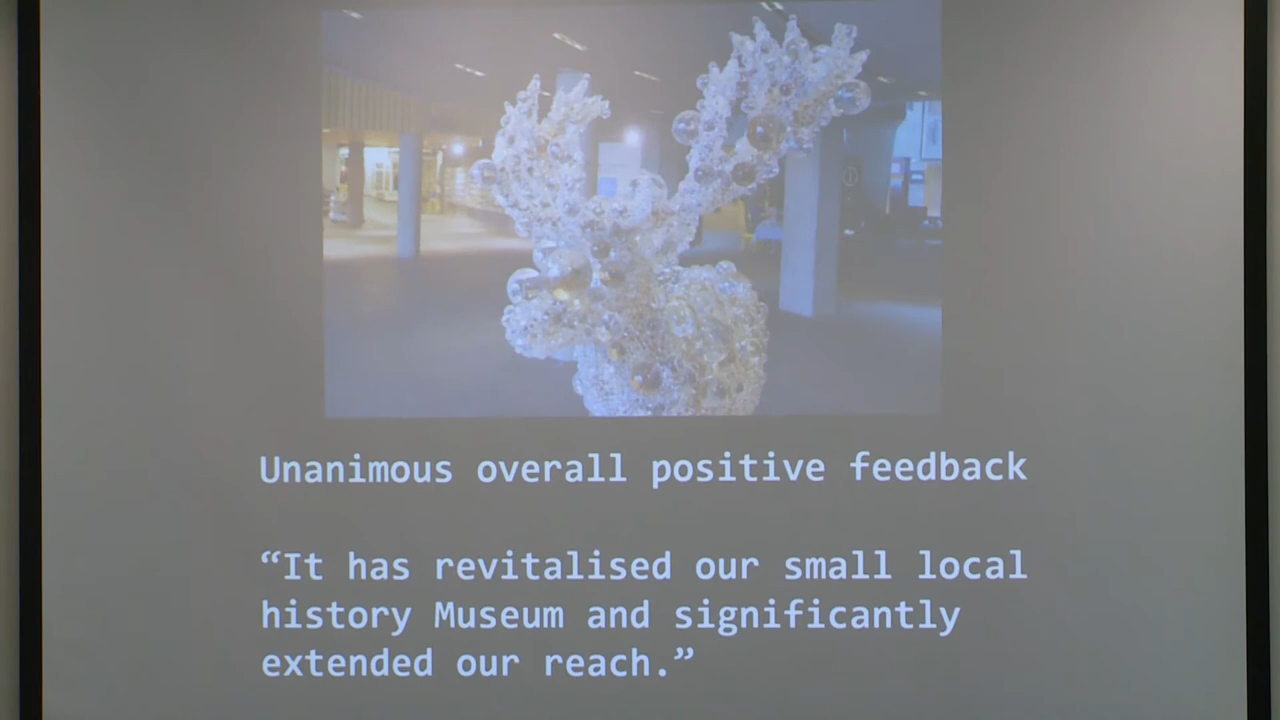 Unanimous overall positive feedback
“It has revitalised our small local
history Museum and significantly
extended our reach.”